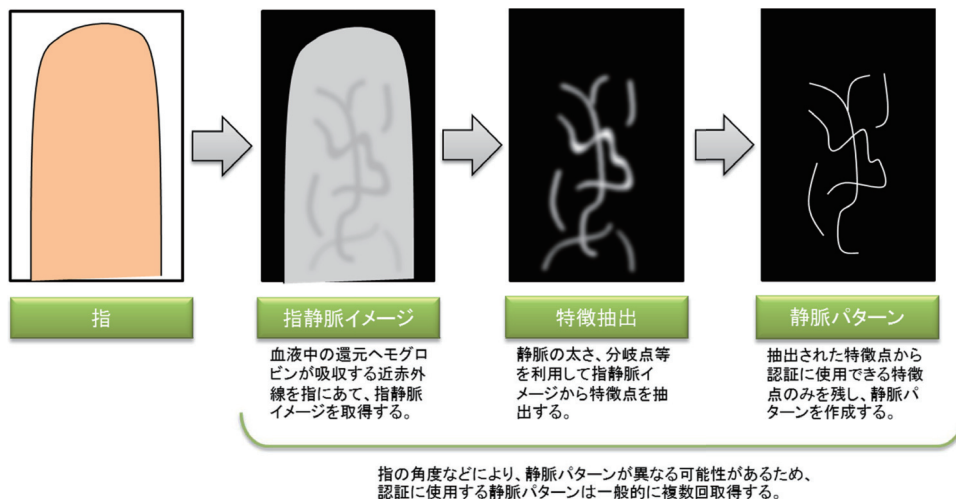 指
指静脈イメージ
特徴抽出
静脈パターン
血液中の還元ヘモグロ
ビンが吸収する近赤外
線を指にあて、指静脈
イメージを取得する。
静脈の太さ、分岐点等
を利用して指静脈イ
メージから特徴点を抽
出する。
抽出された特徴点から
認証に使用できる特徴
点のみを残し、静脈パ
ターンを作成する。
指の角度などにより、静脈パターンが異なる可能性があるため、
認証に使用する静脈パターンは一般的に複数回取得する。